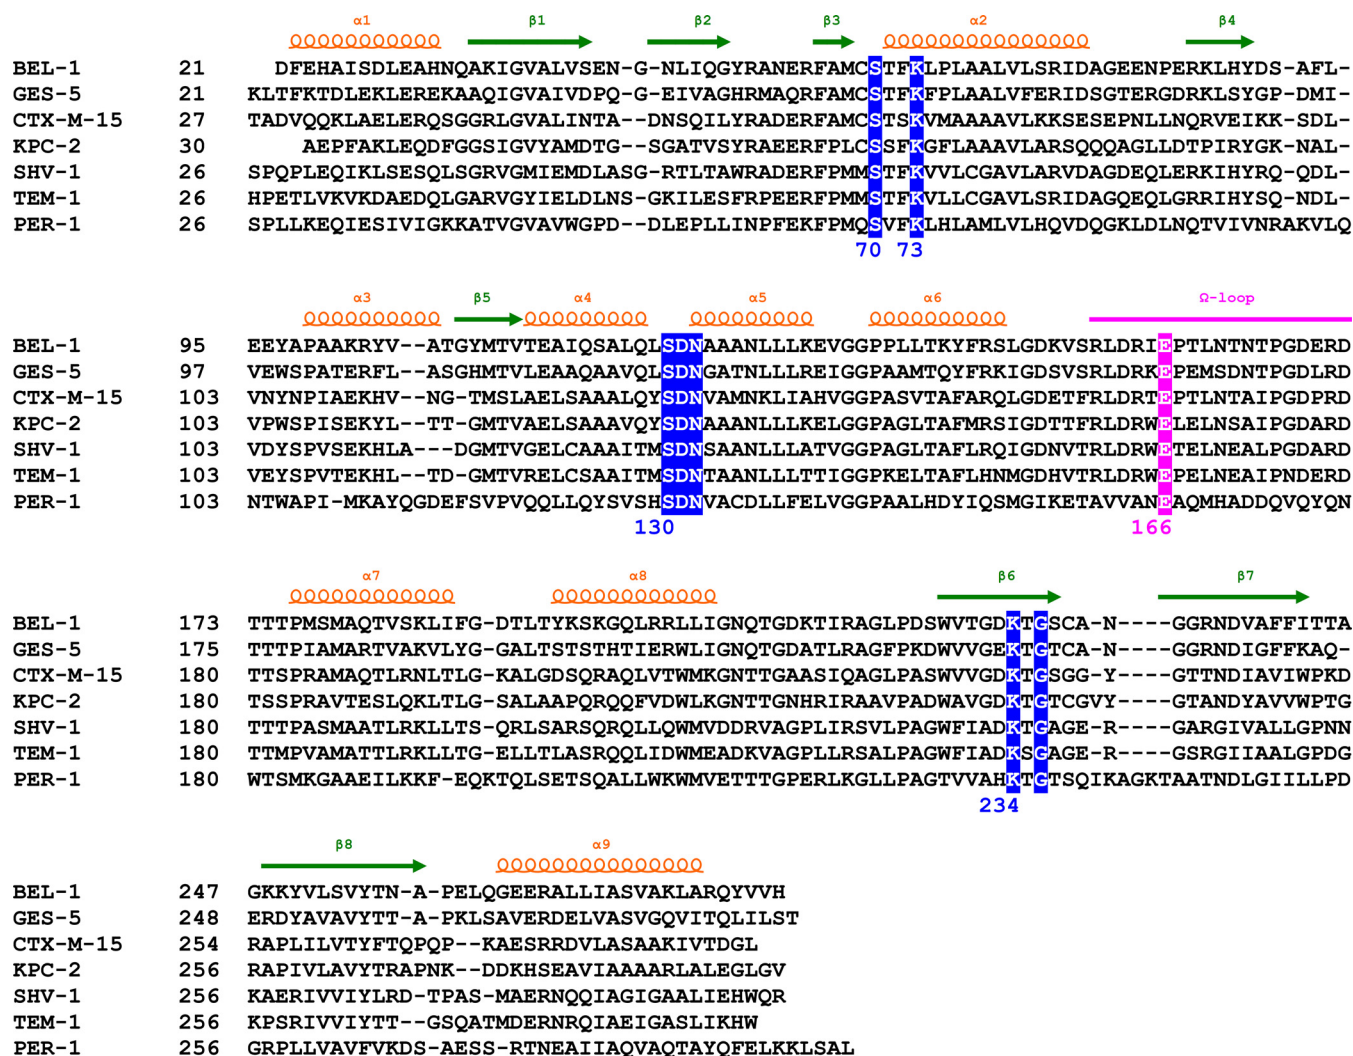 α1 β1 β2 β3 α2 β4
BEL-1 21 DFEHAISDLEAHNQAKIGVALVSEN-G-NLIQGYRANERFAMCSTFKLPLAALVLSRIDAGEENPERKLHYDS-AFL-
GES-5 21 KLTFKTDLEKLEREKAAQIGVAIVDPQ-G-EIVAGHRMAQRFAMCSTFKFPLAALVFERIDSGTERGDRKLSYGP-DMI-
CTX-M-15 27 TADVQQKLAELERQSGGRLGVALINTA--DNSQILYRADERFAMCSTSKVMAAAAVLKKSESEPNLLNQRVEIKK-SDL-
KPC-2 30 AEPFAKLEQDFGGSIGVYAMDTG--SGATVSYRAEERFPLCSSFKGFLAAAVLARSQQQAGLLDTPIRYGK-NAL-
SHV-1 26 SPQPLEQIKLSESQLSGRVGMIEMDLASG-RTLTAWRADERFPMMSTFKVVLCGAVLARVDAGDEQLERKIHYRQ-QDL-
TEM-1 26 HPETLVKVKDAEDQLGARVGYIELDLNS-GKILESFRPEERFPMMSTFKVLLCGAVLSRIDAGQEQLGRRIHYSQ-NDL-
PER-1 26 SPLLKEQIESIVIGKKATVGVAVWGPD--DLEPLLINPFEKFPMQSVFKLHLAMLVLHQVDQGKLDLNQTVIVNRAKVLQ
70 73
α3 β5 α4 α5 α6 Ω-loop
BEL-1 95 EEYAPAAKRYV--ATGYMTVTEAIQSALQLSDNAAANLLLKEVGGPPLLTKYFRSLGDKVSRLDRIEPTLNTNTPGDERD
GES-5 97 VEWSPATERFL--ASGHMTVLEAAQAAVQLSDNGATNLLLREIGGPAAMTQYFRKIGDSVSRLDRKEPEMSDNTPGDLRD
CTX-M-15 103 VNYNPIAEKHV--NG-TMSLAELSAAALQYSDNVAMNKLIAHVGGPASVTAFARQLGDETFRLDRTEPTLNTAIPGDPRD
KPC-2 103 VPWSPISEKYL--TT-GMTVAELSAAAVQYSDNAAANLLLKELGGPAGLTAFMRSIGDTTFRLDRWELELNSAIPGDARD
SHV-1 103 VDYSPVSEKHLA---DGMTVGELCAAAITMSDNSAANLLLATVGGPAGLTAFLRQIGDNVTRLDRWETELNEALPGDARD
TEM-1 103 VEYSPVTEKHL--TD-GMTVRELCSAAITMSDNTAANLLLTTIGGPKELTAFLHNMGDHVTRLDRWEPELNEAIPNDERD
PER-1 103 NTWAPI-MKAYQGDEFSVPVQQLLQYSVSHSDNVACDLLFELVGGPAALHDYIQSMGIKETAVVANEAQMHADDQVQYQN
130 166
α7 α8 β6 β7
BEL-1 173 TTTPMSMAQTVSKLIFG-DTLTYKSKGQLRRLLIGNQTGDKTIRAGLPDSWVTGDKTGSCA-N----GGRNDVAFFITTA
GES-5 175 TTTPIAMARTVAKVLYG-GALTSTSTHTIERWLIGNQTGDATLRAGFPKDWVVGEKTGTCA-N----GGRNDIGFFKAQ-
CTX-M-15 180 TTSPRAMAQTLRNLTLG-KALGDSQRAQLVTWMKGNTTGAASIQAGLPASWVVGDKTGSGG-Y----GTTNDIAVIWPKD
KPC-2 180 TSSPRAVTESLQKLTLG-SALAAPQRQQFVDWLKGNTTGNHRIRAAVPADWAVGDKTGTCGVY----GTANDYAVVWPTG
SHV-1 180 TTTPASMAATLRKLLTS-QRLSARSQRQLLQWMVDDRVAGPLIRSVLPAGWFIADKTGAGE-R----GARGIVALLGPNN
TEM-1 180 TTMPVAMATTLRKLLTG-ELLTLASRQQLIDWMEADKVAGPLLRSALPAGWFIADKSGAGE-R----GSRGIIAALGPDG
PER-1 180 WTSMKGAAEILKKF-EQKTQLSETSQALLWKWMVETTTGPERLKGLLPAGTVVAHKTGTSQIKAGKTAATNDLGIILLPD
234
β8 α9
BEL-1 247 GKKYVLSVYTN-A-PELQGEERALLIASVAKLARQYVVH
GES-5 248 ERDYAVAVYTT-A-PKLSAVERDELVASVGQVITQLILST
CTX-M-15 254 RAPLILVTYFTQPQP--KAESRRDVLASAAKIVTDGL
KPC-2 256 RAPIVLAVYTRAPNK--DDKHSEAVIAAAARLALEGLGV
SHV-1 256 KAERIVVIYLRD-TPAS-MAERNQQIAGIGAALIEHWQR
TEM-1 256 KPSRIVVIYTT--GSQATMDERNRQIAEIGASLIKHW
PER-1 256 GRPLLVAVFVKDS-AESS-RTNEAIIAQVAQTAYQFELKKLSAL